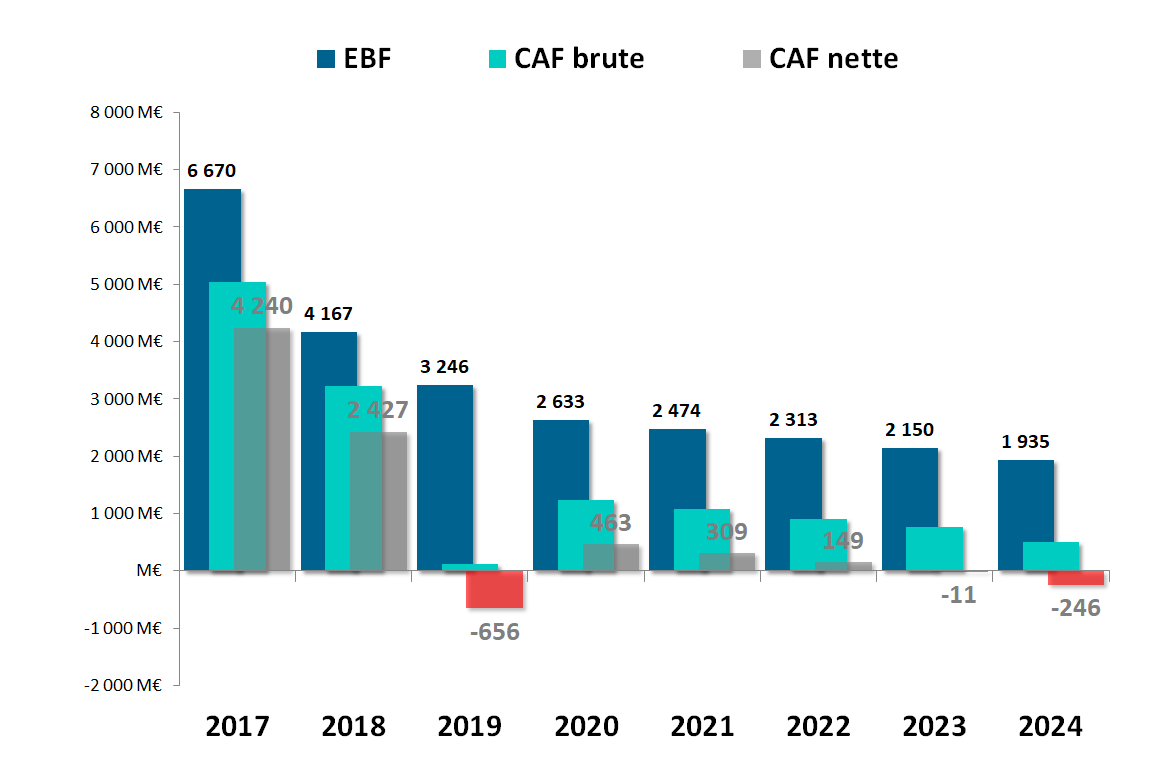 EBF CAF brute CAF nette
8 000 M€
7 000 M€
6 000 M€
5 000 M€
4 000 M€
3 000 M€
2 000 M€
1 000 M€
M€
-1 000 M€
-2 000 M€
6 670
4 240
4 167
2 427
3 246
-656
2 633
463
2 474
309
2 313
149
2 150
-11
1 935
-246
2017 2018 2019 2020 2021 2022 2023 2024